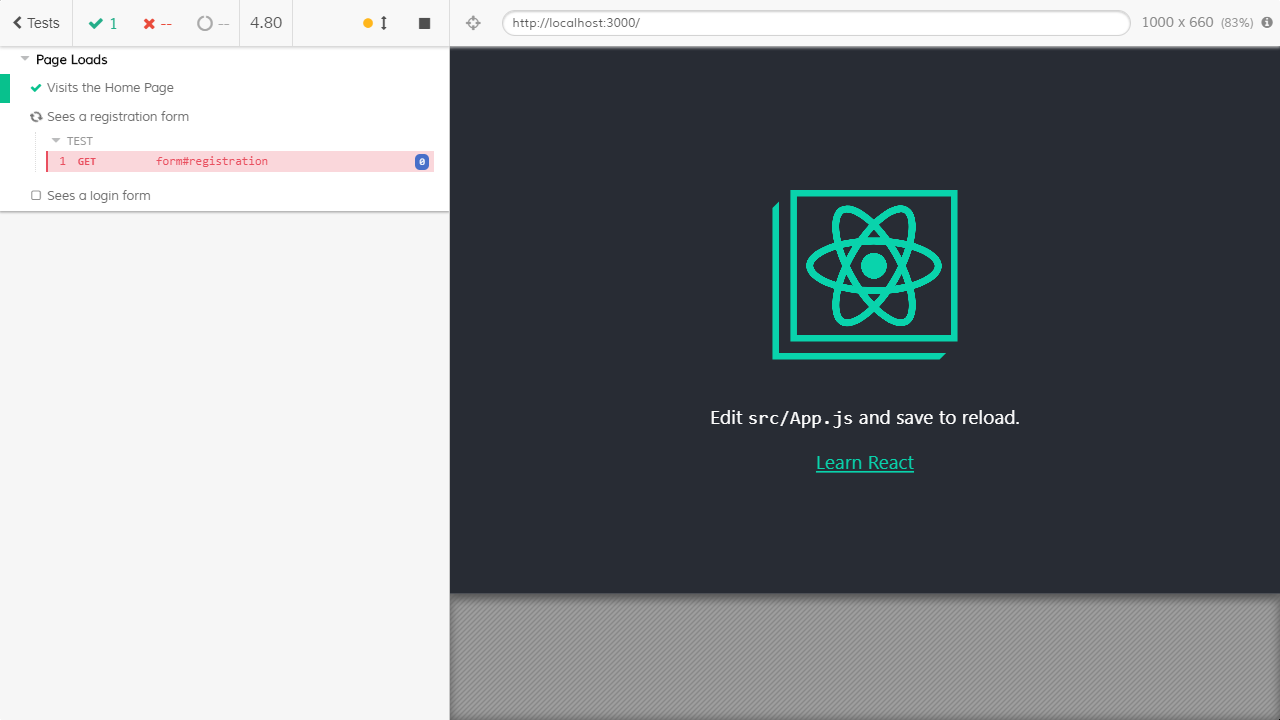 Tests 1 -- -- 4.80
http://localhost:3000/ 1000 x 660 (83%)
Page Loads
Visits the Home Page
Sees a registration form
TEST
1 GET form#registration 0
Sees a login form
Edit src/App.js and save to reload.
Learn React